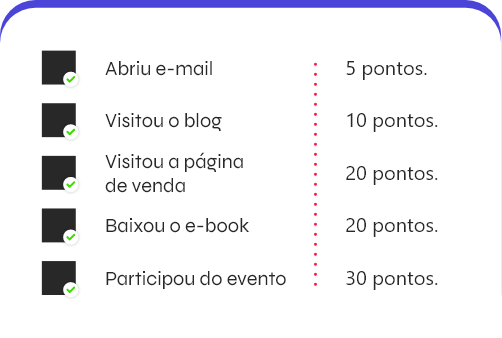 Abriu e-mail 5 pontos.
Visitou o blog 10 pontos.
Visitou a página
de venda 20 pontos.
Baixou o e-book 20 pontos.
Participou do evento 30 pontos.